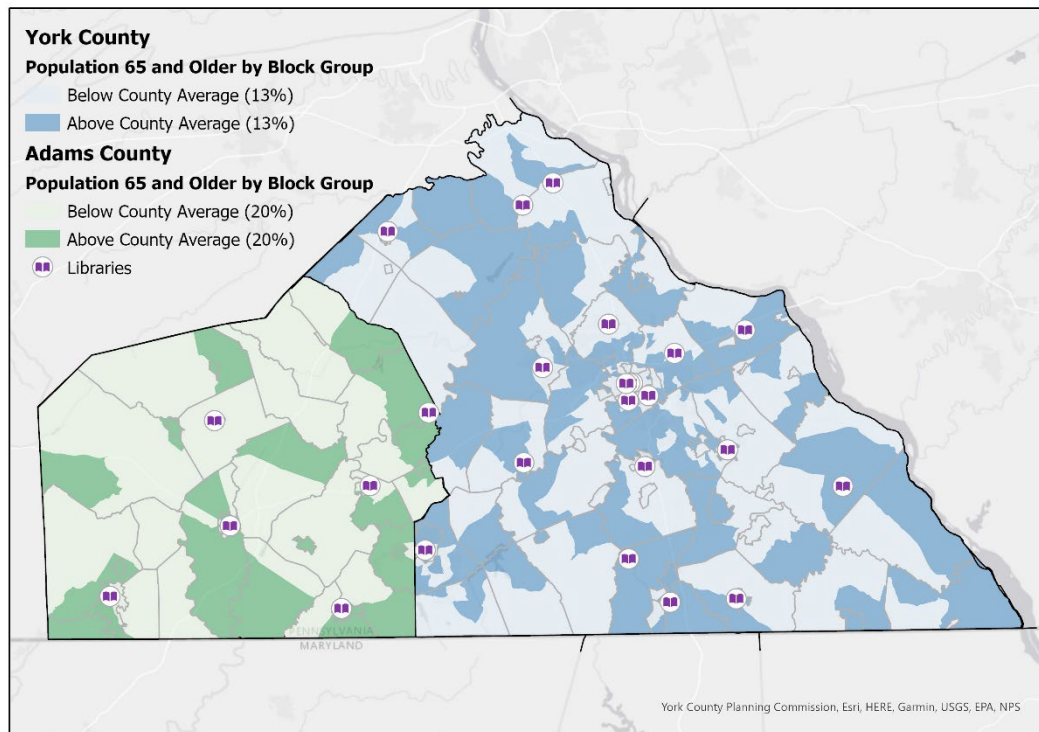 York County
Population 65 and Older by Block Group
Below County Average (13%)
Above County Average (13%)
Adams County
Population 65 and Older by Block Group
Below County Average (20%)
Above County Average (20%)
Libraries
PENNSYLVANIA
MARYLAND
York County Planning Commission, Esri, HERE, Garmin, USGS, EPA, NPS